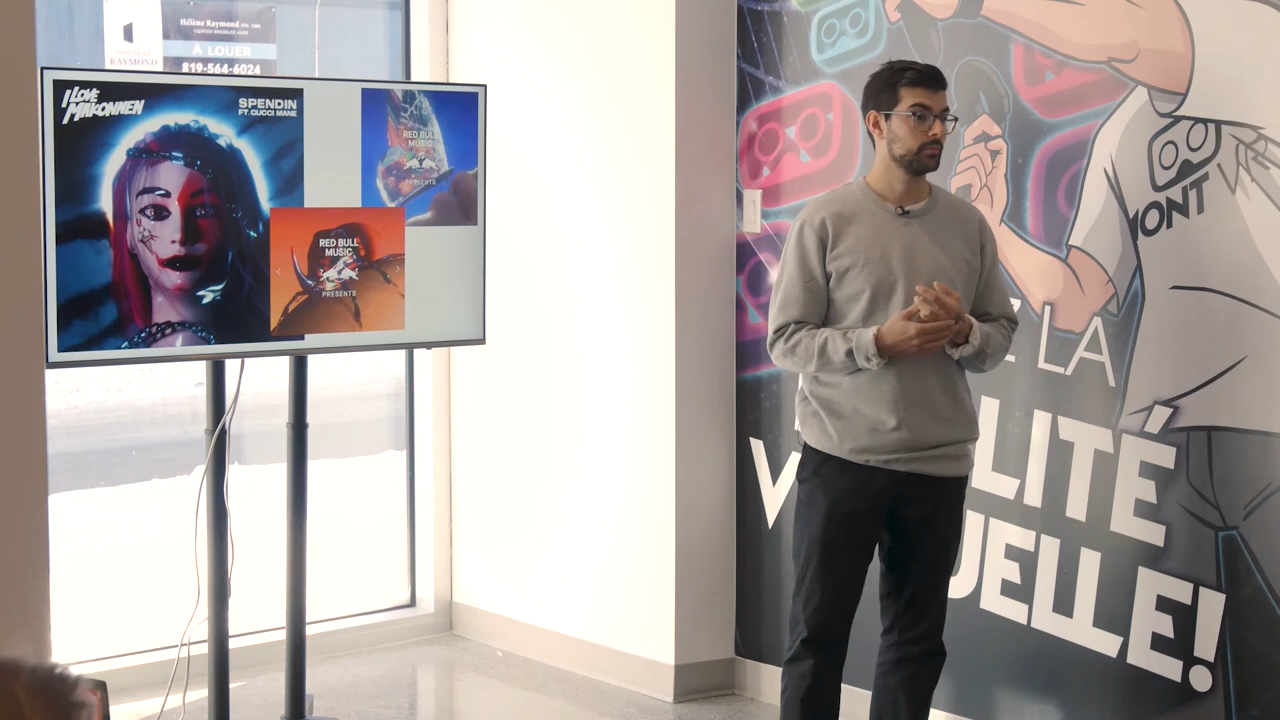 Hélène Raymond
À LOUER
RAYMOND
819-564-6024
I LOVE
MAKONNEN
SPENDIN
FT. GUCCI MANE
RED BULL
MUSIC
PRESENTS
RED BULL
MUSIC
PRESENTS
MONT
LA
LITÉ
UELLE!